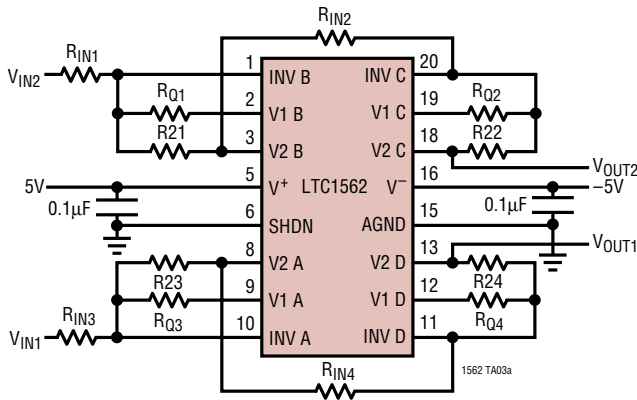 RIN2
RIN1
VIN2
1
INV B
INV C
20
RQ1
2
V1 B
V1 C
19
RQ2
R21
3
V2 B
V2 C
18
R22
VOUT2
5V
5
V+
LTC1562
V–
16
–5V
0.1µF
6
SHDN
AGND
15
0.1µF
VOUT1
8
V2 A
V2 D
13
R23
9
V1 A
V1 D
12
R24
RIN3
RQ3
RQ4
VIN1
10
INV A
INV D
11
1562 TA03a
RIN4